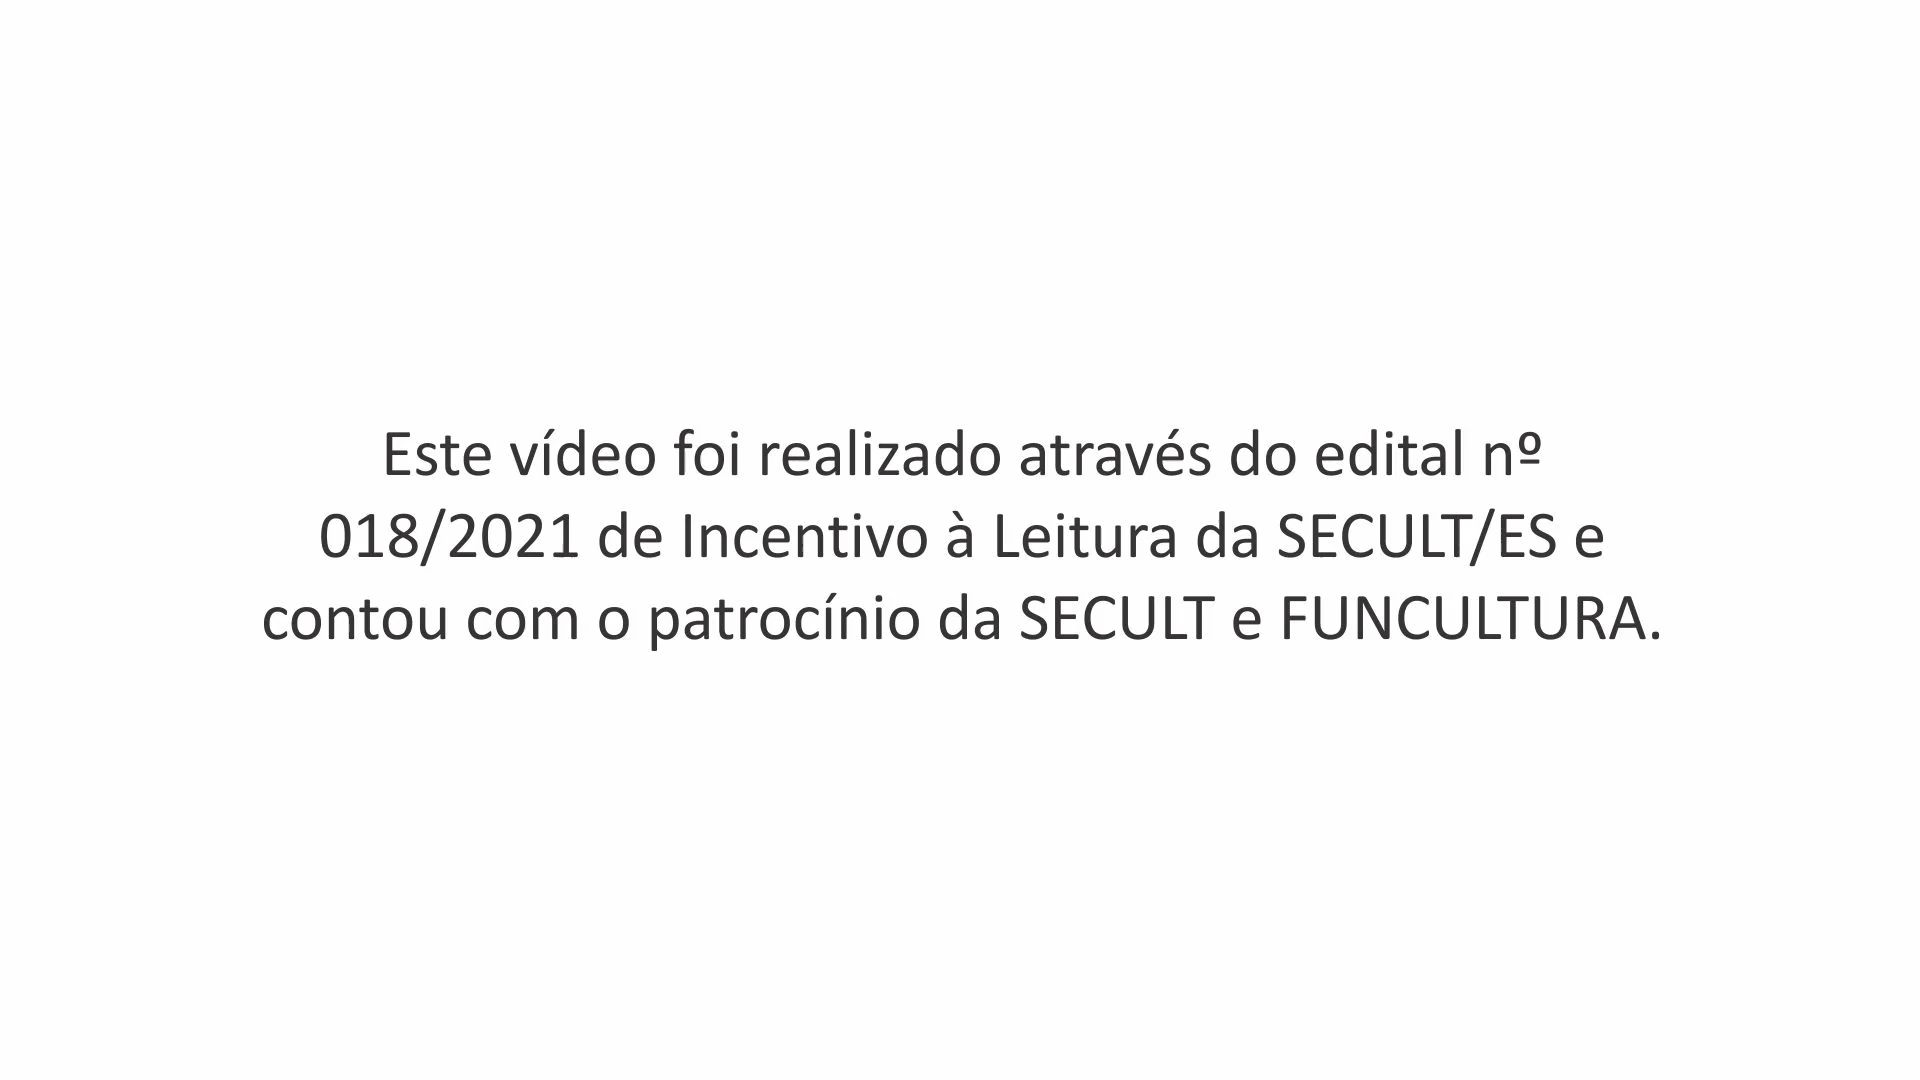 Este vídeo foi realizado através do edital nº
018/2021 de Incentivo à Leitura da SECULT/ES e
contou com o patrocínio da SECULT e FUNCULTURA.